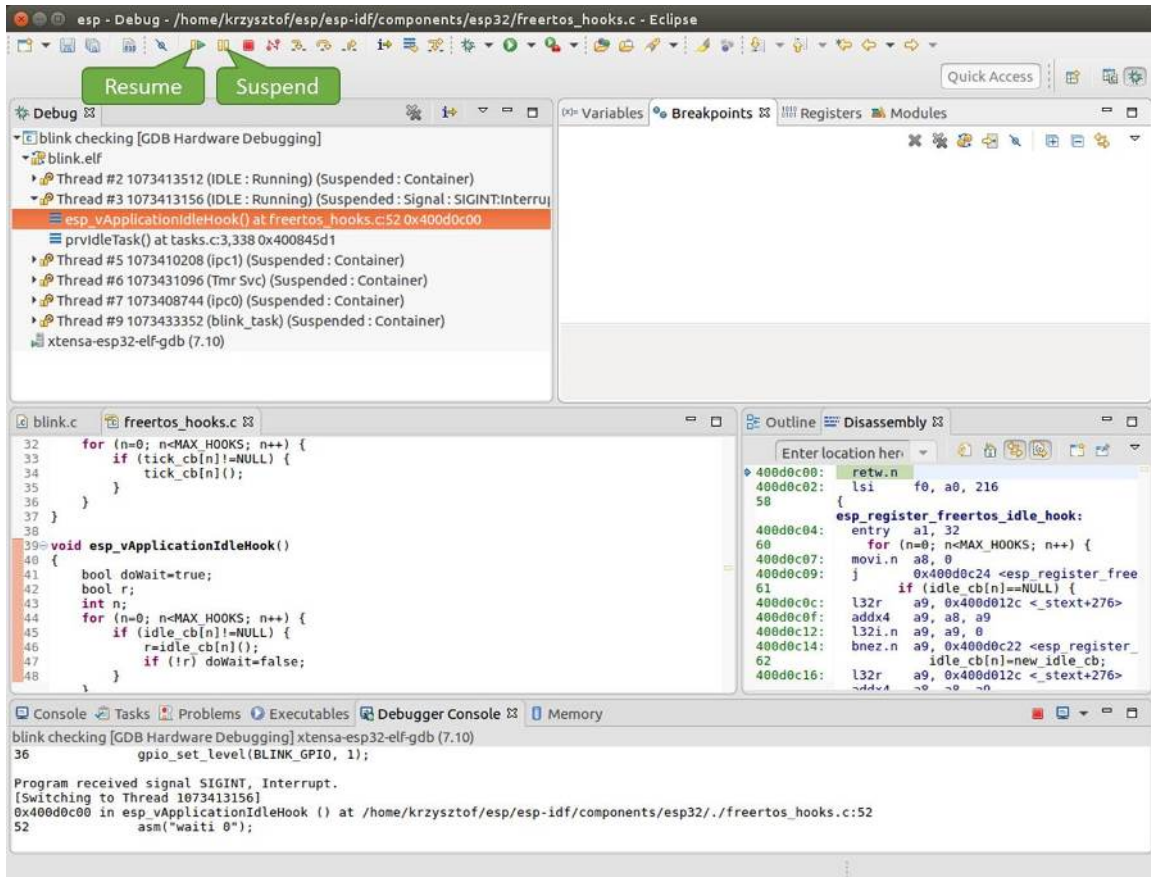 esp - Debug - /home/krzysztof/esp/esp-idf/components/esp32/freertos_hooks.c - Eclipse
Resume
Suspend
Quick Access
Debug
blink checking [GDB Hardware Debugging]
blink.elf
Thread #2 1073413512 (IDLE : Running) (Suspended : Container)
Thread #3 1073413156 (IDLE : Running) (Suspended : Signal : SIGINT:Interrup
esp_vApplicationIdleHook() at freertos_hooks.c:52 0x400d0c00
prvIdleTask() at tasks.c:3,338 0x400845d1
Thread #5 1073410208 (ipc1) (Suspended : Container)
Thread #6 1073431096 (Tmr Svc) (Suspended : Container)
Thread #7 1073408744 (ipc0) (Suspended : Container)
Thread #9 1073433352 (blink_task) (Suspended : Container)
xtensa-esp32-elf-gdb (7.10)
(x)= Variables Breakpoints Registers Modules
blink.c freertos_hooks.c
32 for (n=0; n<MAX_HOOKS; n++) {
33 if (tick_cb[n]!=NULL) {
34 tick_cb[n]();
35 }
36 }
37 }
38
39 void esp_vApplicationIdleHook()
40 {
41 bool doWait=true;
42 bool r;
43 int n;
44 for (n=0; n<MAX_HOOKS; n++) {
45 if (idle_cb[n]!=NULL) {
46 r=idle_cb[n]();
47 if (!r) doWait=false;
48 }
}
Outline Disassembly
Enter location her
400d0c00: retw.n
400d0c02: lsi f0, a0, 216
58 {
esp_register_freertos_idle_hook:
400d0c04: entry a1, 32
60 for (n=0; n<MAX_HOOKS; n++) {
400d0c07: movi.n a8, 0
400d0c09: j 0x400d0c24 <esp_register_free
61 if (idle_cb[n]==NULL) {
400d0c0c: l32r a9, 0x400d012c <_stext+276>
400d0c0f: addx4 a9, a8, a9
400d0c12: l32i.n a9, a9, 0
400d0c14: bnez.n a9, 0x400d0c22 <esp_register_
62 idle_cb[n]=new_idle_cb;
400d0c16: l32r a9, 0x400d012c <_stext+276>
addx4 a8, a8, a9
Console Tasks Problems Executables Debugger Console Memory
blink checking [GDB Hardware Debugging] xtensa-esp32-elf-gdb (7.10)
36 gpio_set_level(BLINK_GPIO, 1);
Program received signal SIGINT, Interrupt.
[Switching to Thread 1073413156]
0x400d0c00 in esp_vApplicationIdleHook () at /home/krzysztof/esp/esp-idf/components/esp32/./freertos_hooks.c:52
52 asm("waiti 0");